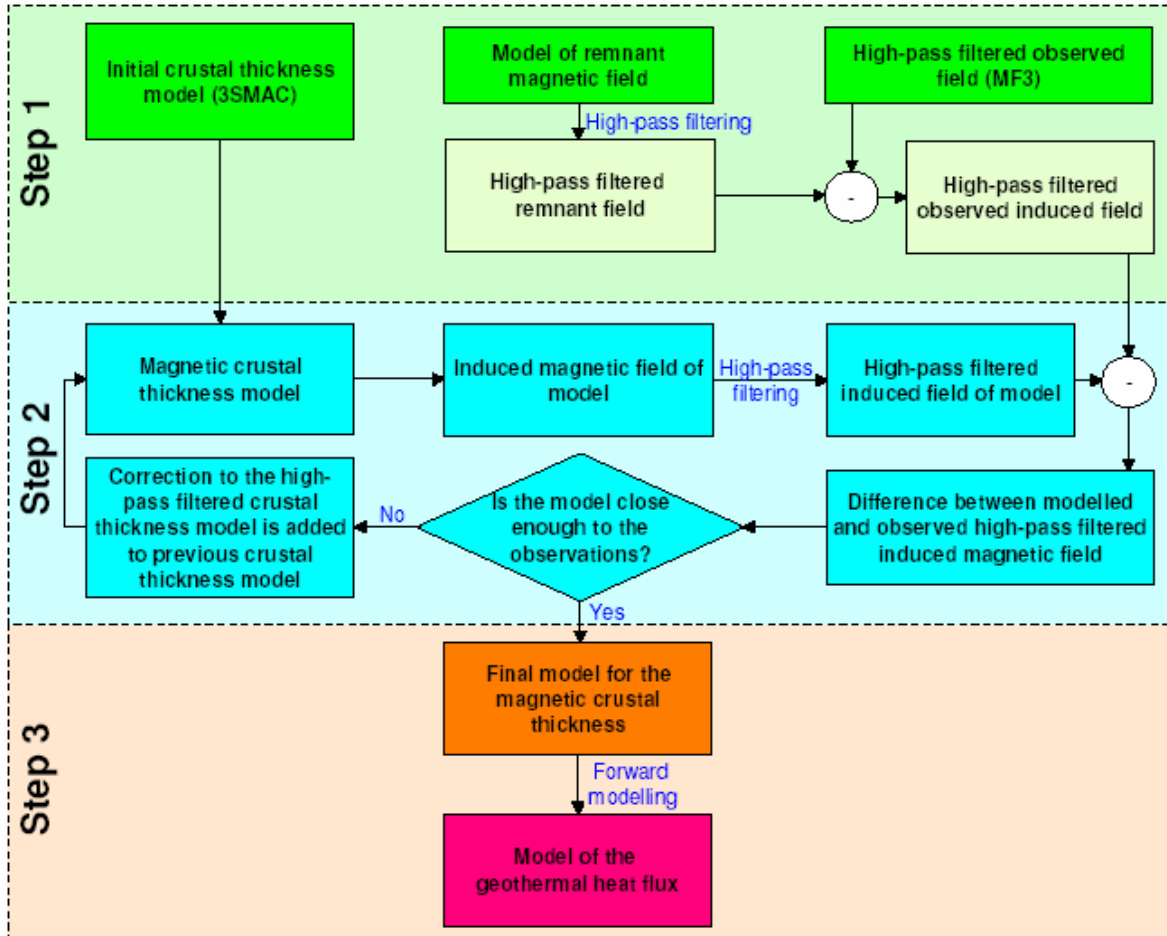 Step 1
Initial crustal thickness
model (3SMAC)
Model of remnant
magnetic field
High-pass filtered observed
field (MF3)
High-pass filtering
High-pass filtered
remnant field
-
High-pass filtered
observed induced field
Step 2
Magnetic crustal
thickness model
Induced magnetic field of
model
High-pass
filtering
High-pass filtered
induced field of model
-
Correction to the high-
pass filtered crustal
thickness model is added
to previous crustal
thickness model
No
Is the model close
enough to the
observations?
Difference between modelled
and observed high-pass filtered
induced magnetic field
Yes
Step 3
Final model for the
magnetic crustal
thickness
Forward
modelling
Model of the
geothermal heat flux